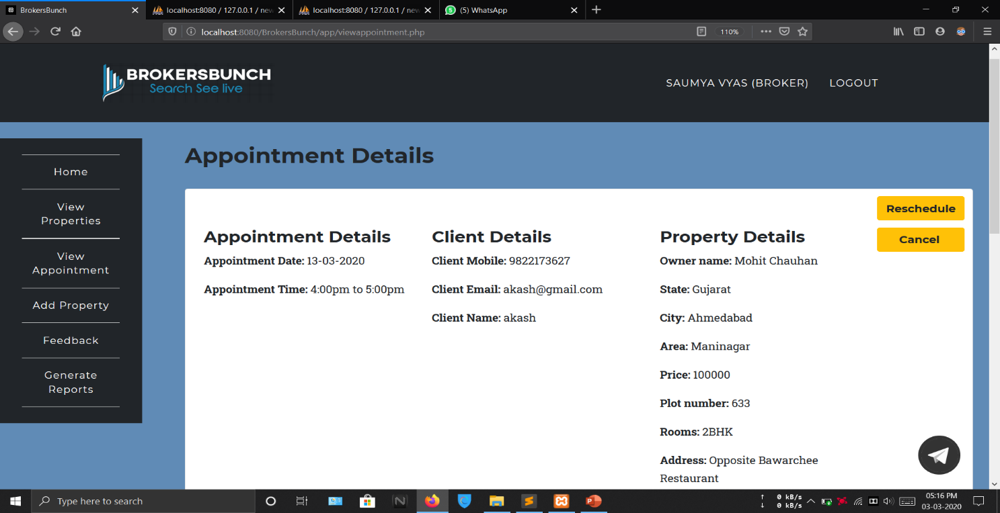 BrokersBunch
localhost:8080 / 127.0.0.1 / new
localhost:8080 / 127.0.0.1 / new
(5) WhatsApp
localhost:8080/BrokersBunch/app/viewappointment.php
110%
BROKERSBUNCH
Search See live
SAUMYA VYAS (BROKER)
LOGOUT
Home
View
Properties
View
Appointment
Add Property
Feedback
Generate
Reports
Appointment Details
Reschedule
Cancel
Appointment Details
Appointment Date: 13-03-2020
Appointment Time: 4:00pm to 5:00pm
Client Details
Client Mobile: 9822173627
Client Email: akash@gmail.com
Client Name: akash
Property Details
Owner name: Mohit Chauhan
State: Gujarat
City: Ahmedabad
Area: Maninagar
Price: 100000
Plot number: 633
Rooms: 2BHK
Address: Opposite Bawarchee
Restaurant
Type here to search
0 kB/s
0 kB/s
05:16 PM
03-03-2020